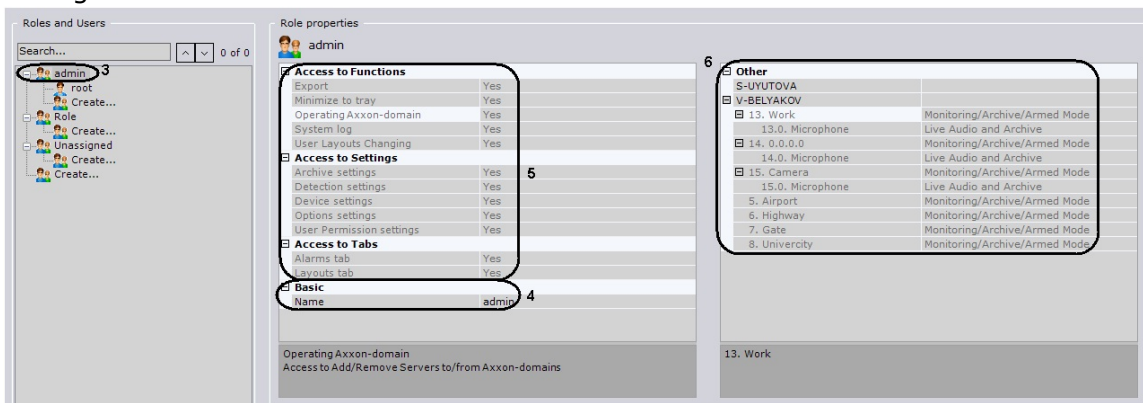 Roles and Users
Search...
0 of 0
admin 3
root
Create...
Role
Create...
Unassigned
Create...
Create...
Role properties
admin
Access to Functions
Export Yes
Minimize to tray Yes
Operating Axxon-domain Yes
System log Yes
User Layouts Changing Yes
Access to Settings
Archive settings Yes 5
Detection settings Yes
Device settings Yes
Options settings Yes
User Permission settings Yes
Access to Tabs
Alarms tab Yes
Layouts tab Yes
Basic
Name admin 4
Operating Axxon-domain
Access to Add/Remove Servers to/from Axxon-domains
6
Other
S-UYUTOVA
V-BELYAKOV
13. Work Monitoring/Archive/Armed Mode
13.0. Microphone Live Audio and Archive
14. 0.0.0.0 Monitoring/Archive/Armed Mode
14.0. Microphone Live Audio and Archive
15. Camera Monitoring/Archive/Armed Mode
15.0. Microphone Live Audio and Archive
5. Airport Monitoring/Archive/Armed Mode
6. Highway Monitoring/Archive/Armed Mode
7. Gate Monitoring/Archive/Armed Mode
8. Univercity Monitoring/Archive/Armed Mode
13. Work